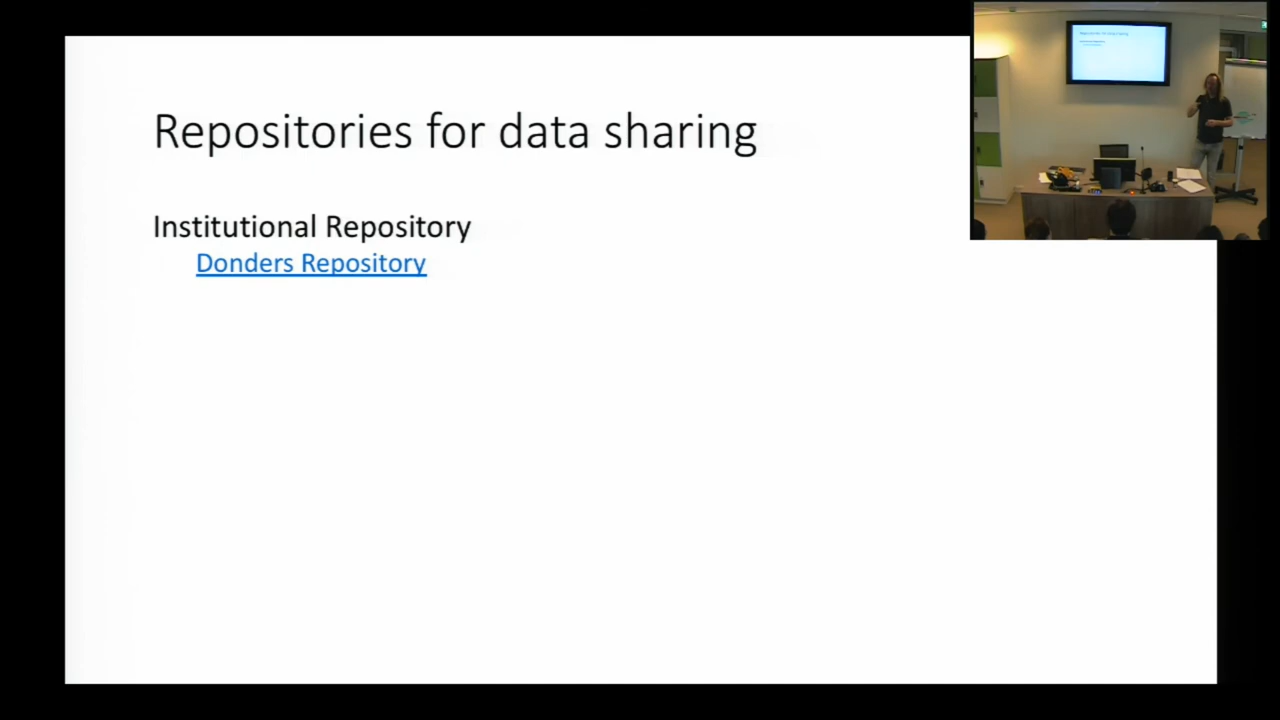 Repositories for data sharing
Institutional Repository
Donders Repository